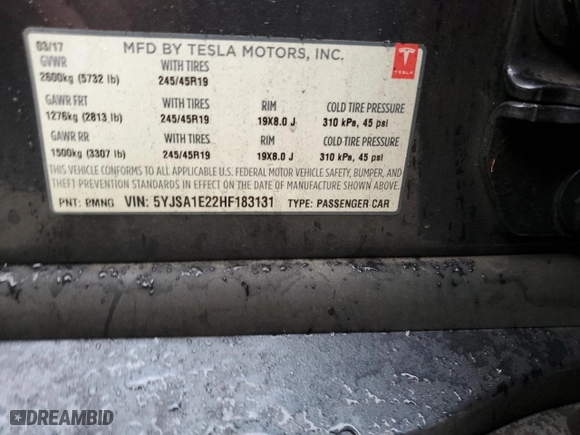 03/17 MFD BY TESLA MOTORS, INC.
GVWR WITH TIRES
2600kg (5732 lb) 245/45R19
TESLA
GAWR FRT WITH TIRES RIM COLD TIRE PRESSURE
1276kg (2813 lb) 245/45R19 19X8.0 J 310 kPs, 45 psi
GAWR RR WITH TIRES RIM COLD TIRE PRESSURE
1500kg (3307 lb) 245/45R19 19X8.0 J 310 kPs, 45 psi
THIS VEHICLE CONFORMS TO ALL APPLICABLE U.S. FEDERAL MOTOR VEHICLE SAFETY, BUMPER, AND
THEFT PREVENTION STANDARDS IN EFFECT ON THE DATE OF MANUFACTURE SHOWN ABOVE.
PNT: PMNG VIN: 5YJSA1E22HF183131 TYPE: PASSENGER CAR
DREAMBID